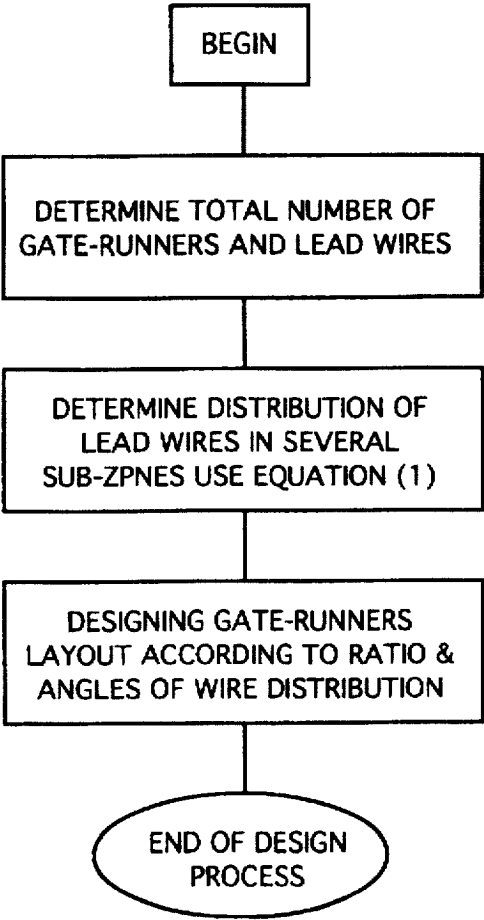 BEGIN
DETERMINE TOTAL NUMBER OF
GATE-RUNNERS AND LEAD WIRES
DETERMINE DISTRIBUTION OF
LEAD WIRES IN SEVERAL
SUB-ZPNES USE EQUATION (1)
DESIGNING GATE-RUNNERS
LAYOUT ACCORDING TO RATIO &
ANGLES OF WIRE DISTRIBUTION
END OF DESIGN
PROCESS